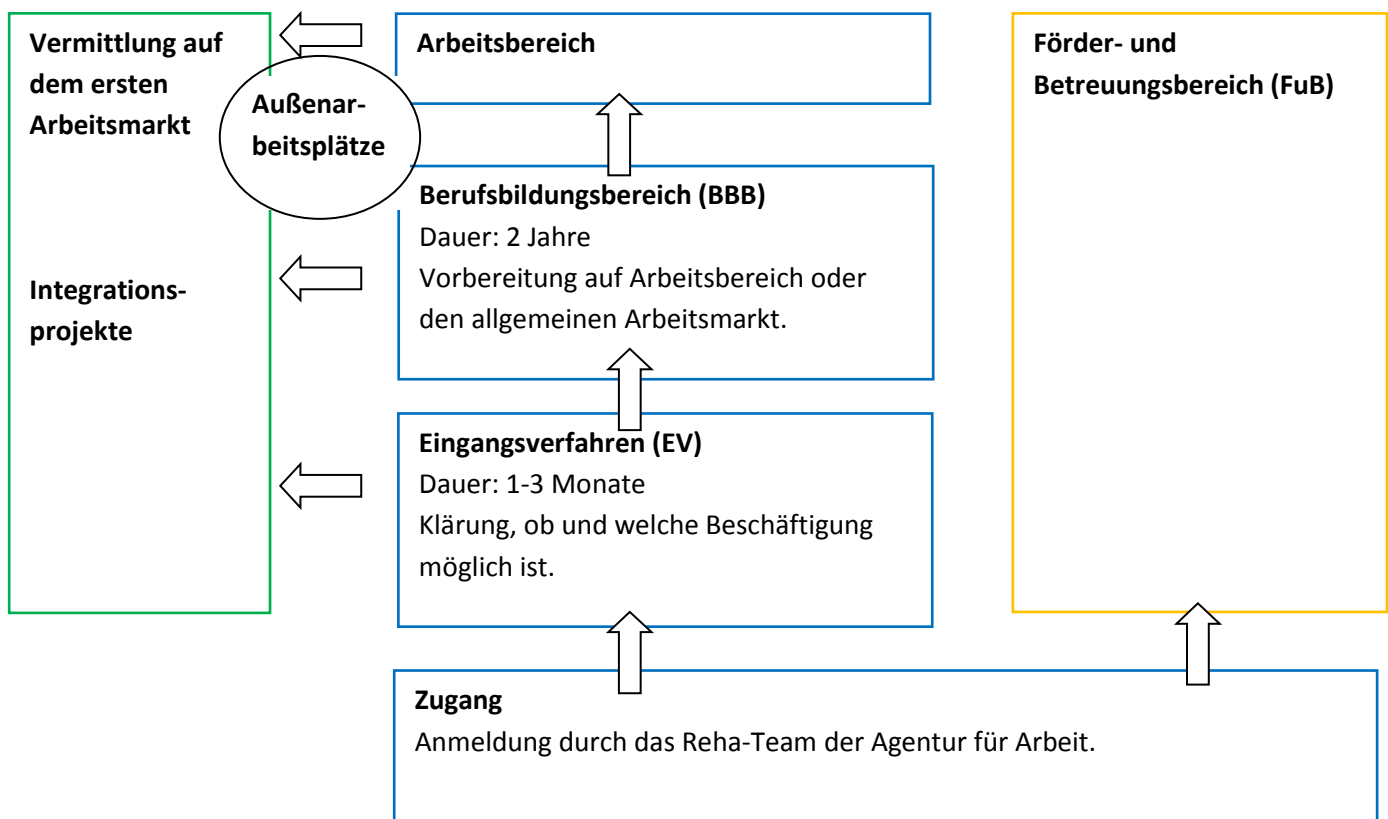 Vermittlung auf
dem ersten
Arbeitsmarkt
Integrations-
projekte
Außenar-
beitsplätze
Arbeitsbereich
Berufsbildungsbereich (BBB)
Dauer: 2 Jahre
Vorbereitung auf Arbeitsbereich oder
den allgemeinen Arbeitsmarkt.
Eingangsverfahren (EV)
Dauer: 1-3 Monate
Klärung, ob und welche Beschäftigung
möglich ist.
Förder- und
Betreuungsbereich (FuB)
Zugang
Anmeldung durch das Reha-Team der Agentur für Arbeit.